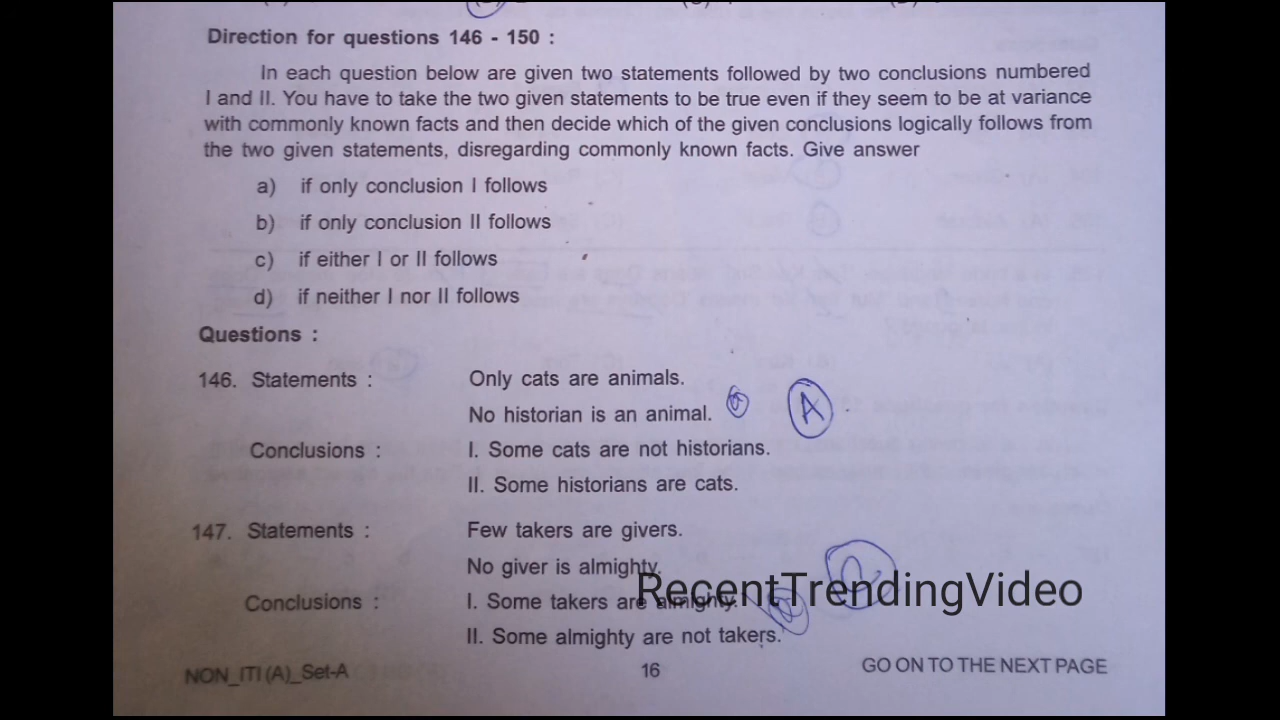 Direction for questions 146 - 150 :
In each question below are given two statements followed by two conclusions numbered
I and II. You have to take the two given statements to be true even if they seem to be at variance
with commonly known facts and then decide which of the given conclusions logically follows from
the two given statements, disregarding commonly known facts. Give answer
a) if only conclusion I follows
b) if only conclusion II follows
c) if either I or II follows
d) if neither I nor II follows
Questions :
146. Statements : Only cats are animals.
No historian is an animal. a A
Conclusions : I. Some cats are not historians.
II. Some historians are cats.
147. Statements : Few takers are givers.
No giver is almighty.
Conclusions : I. Some takers are almighty.
RecentTrendingVideo
II. Some almighty are not takers.
NON_ITI (A)_Set-A 16 GO ON TO THE NEXT PAGE